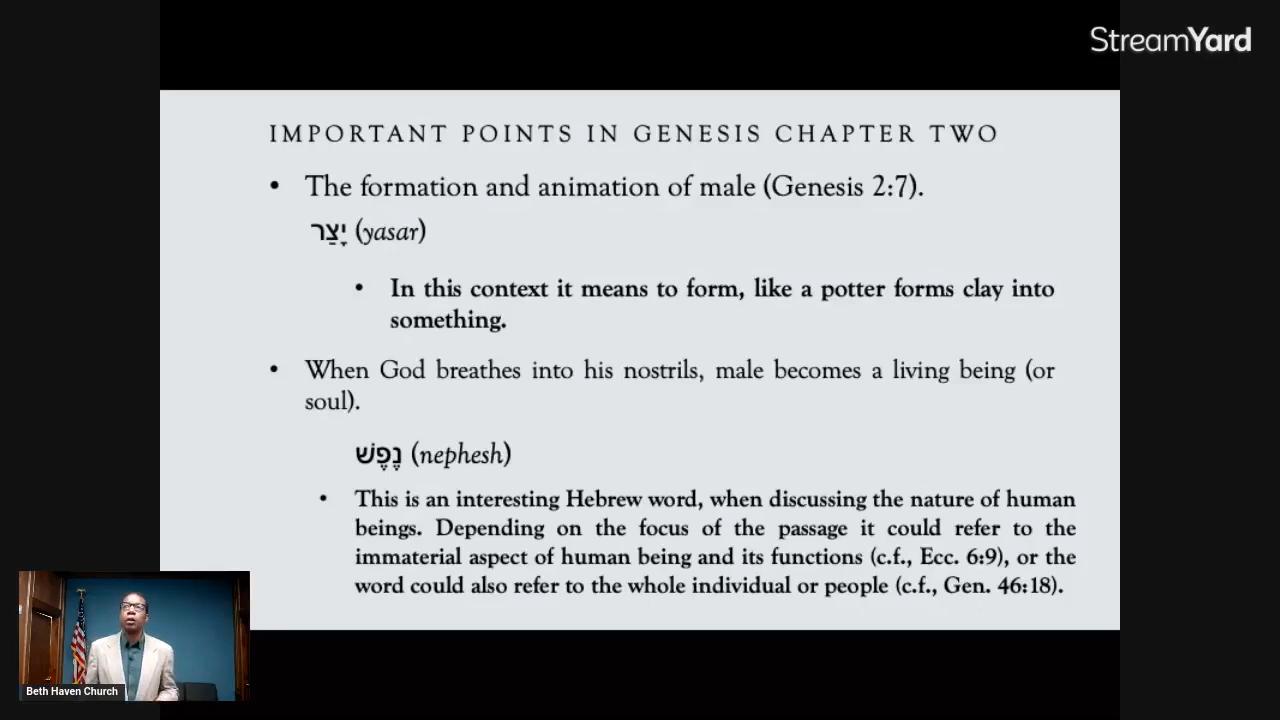 StreamYard
IMPORTANT POINTS IN GENESIS CHAPTER TWO
• The formation and animation of male (Genesis 2:7).
יָצַר (yasar)
• In this context it means to form, like a potter forms clay into
something.
• When God breathes into his nostrils, male becomes a living being (or
soul).
נֶפֶשׁ (nephesh)
• This is an interesting Hebrew word, when discussing the nature of human
beings. Depending on the focus of the passage it could refer to the
immaterial aspect of human being and its functions (c.f., Ecc. 6:9), or the
word could also refer to the whole individual or people (c.f., Gen. 46:18).
Beth Haven Church